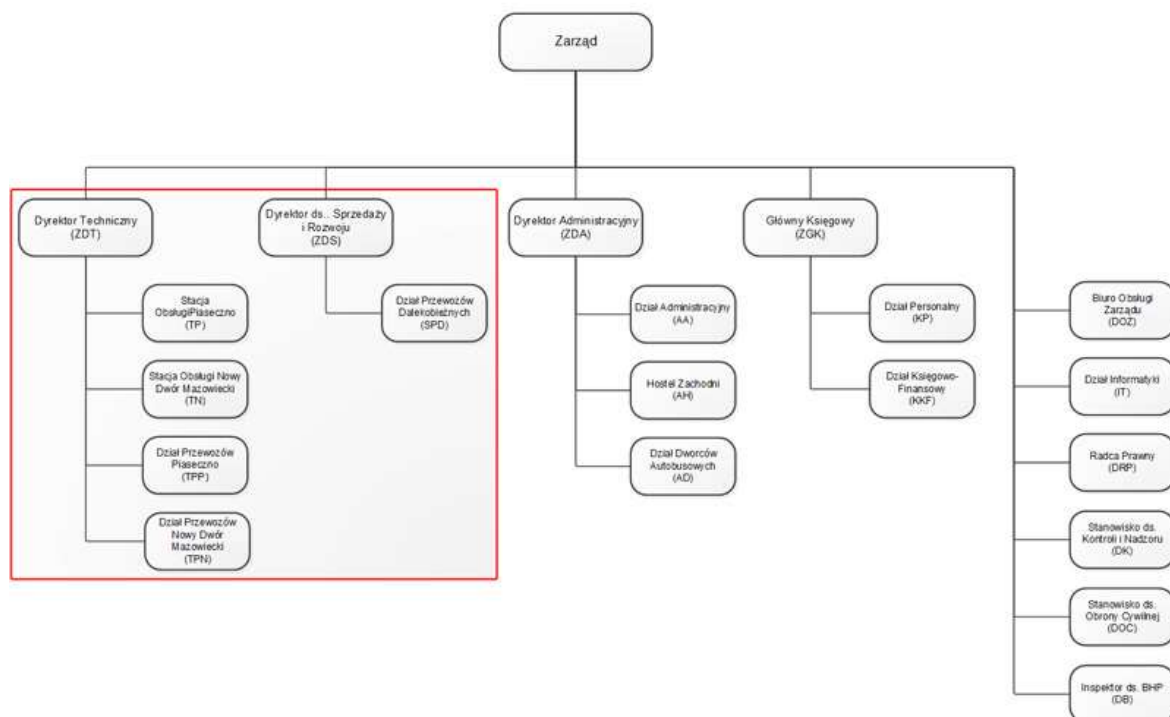 Zarząd
Dyrektor Techniczny
(ZDT)
Dyrektor ds.. Sprzedaży
i Rozwoju
(ZDS)
Dyrektor Administracyjny
(ZDA)
Główny Księgowy
(ZGK)
Stacja
ObsługiPiaseczno
(TP)
Stacja Obsługi Nowy
Dwór Mazowiecki
(TN)
Dział Przewozów
Piaseczno
(TPP)
Dział Przewozów
Nowy Dwór
Mazowiecki
(TPN)
Dział Przewozów
Dalekobieżnych
(SPD)
Dział Administracyjny
(AA)
Hostel Zachodni
(AH)
Dział Dworców
Autobusowych
(AD)
Dział Personalny
(KP)
Dział Księgowo-
Finansowy
(KKF)
Biuro Obsługi
Zarządu
(DOZ)
Dział Informatyki
(IT)
Radca Prawny
(DRP)
Stanowisko ds.
Kontroli i Nadzoru
(DK)
Stanowisko ds.
Obrony Cywilnej
(DOC)
Inspektor ds. BHP
(DB)